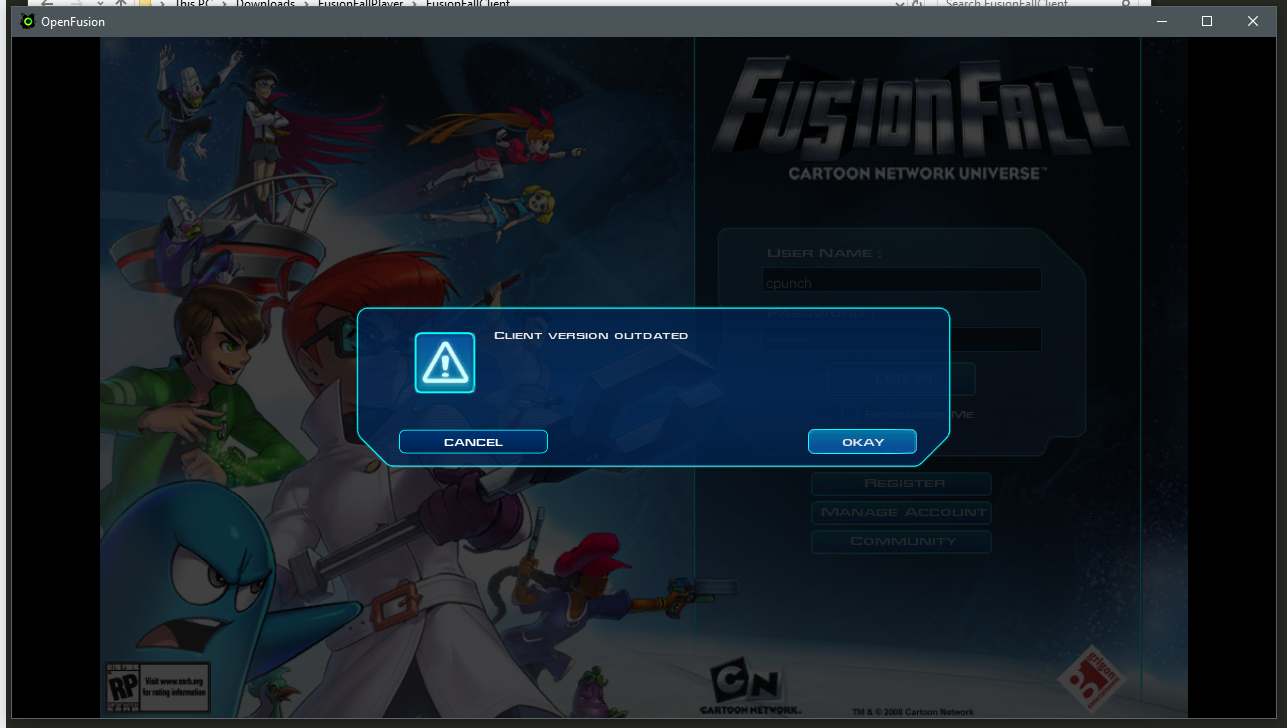 This PC > Downloads > FusionFallPlayer > FusionFallClient
Search FusionFallClient
OpenFusion
FUSIONFALL™
CARTOON NETWORK UNIVERSE™
USER NAME :
cpunch
PASSWORD :
CLIENT VERSION OUTDATED
LOG IN
REMEMBER ME
CANCEL
OKAY
REGISTER
MANAGE ACCOUNT
COMMUNITY
RP
Visit www.esrb.org
for rating information
CN
CARTOON NETWORK™
grigon
TM & © 2008 Cartoon Network